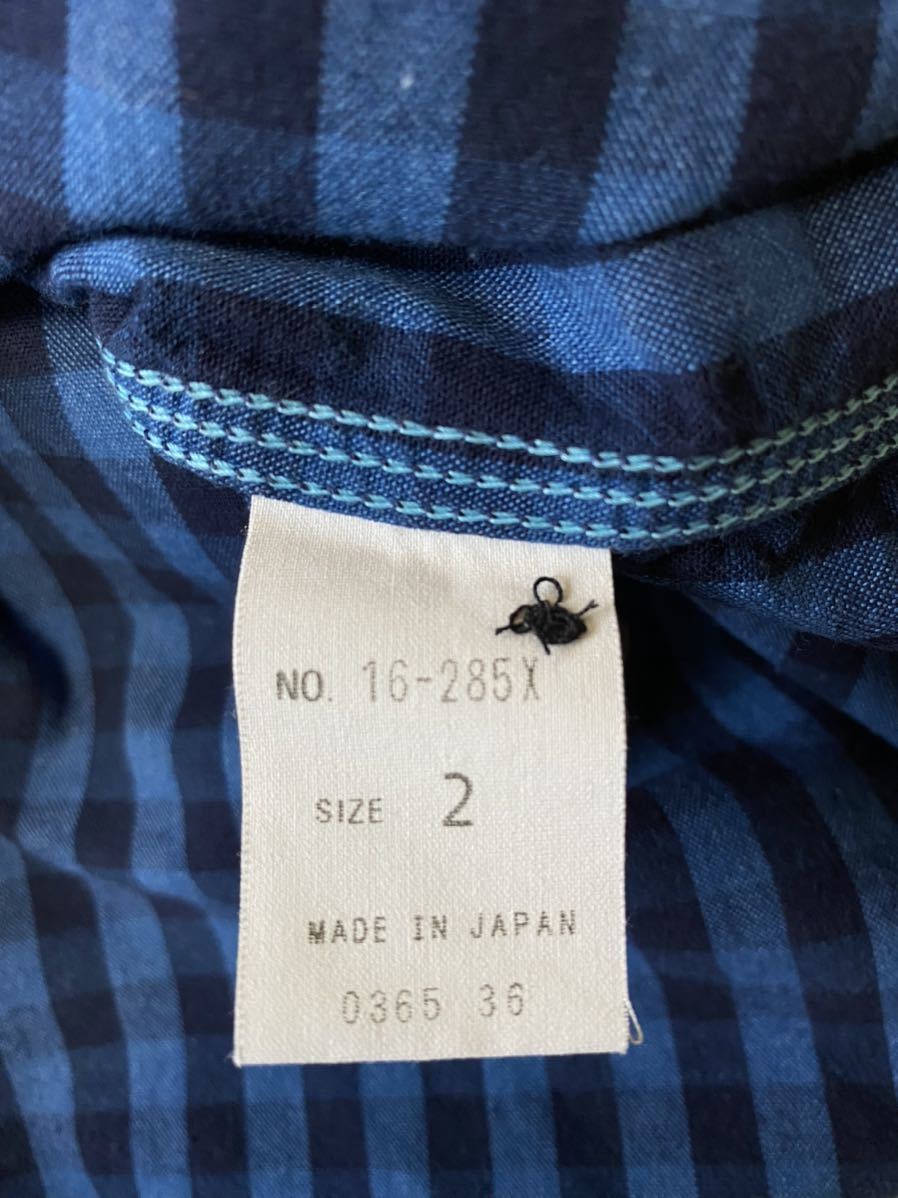 NO. 16-285X
SIZE 2
MADE IN JAPAN
0365 36